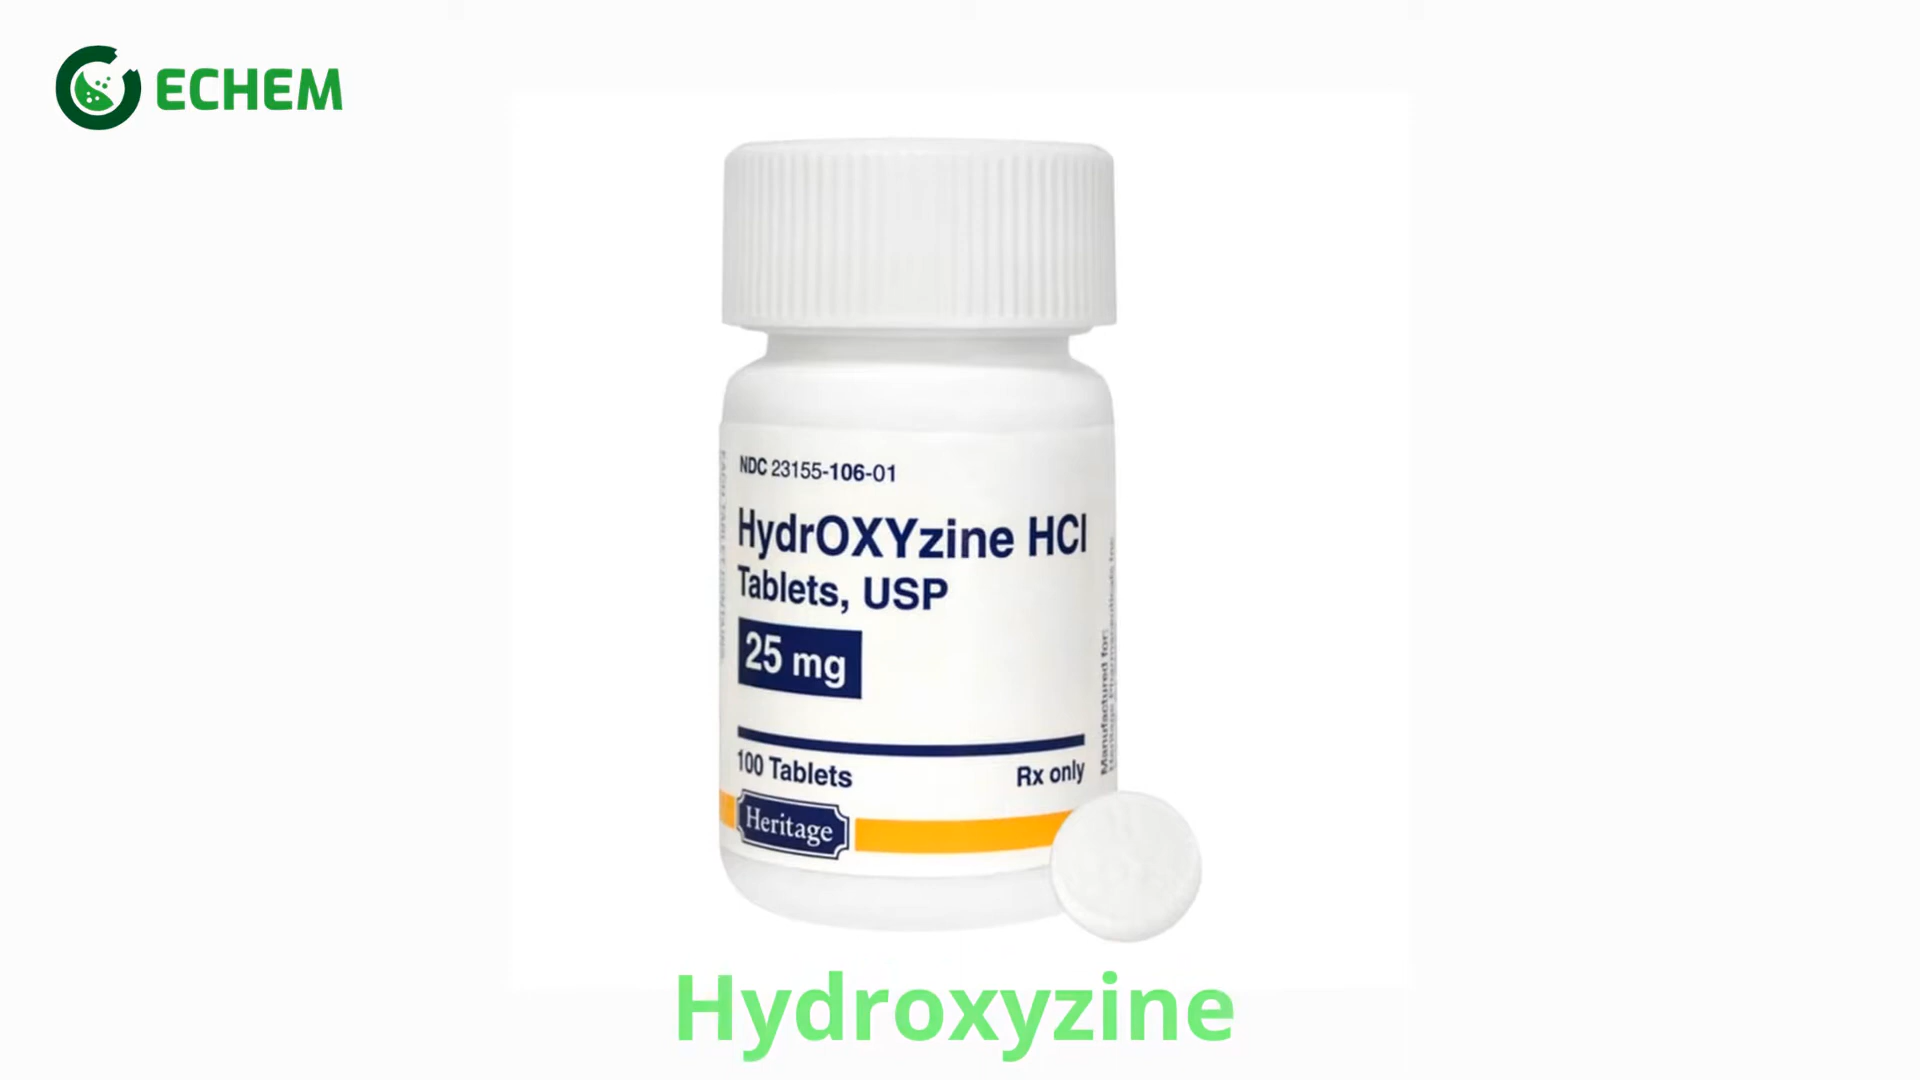 ECHEM
NDC 23155-106-01
HydrOXYzine HCl
Tablets, USP
25 mg
100 Tablets
Rx only
Heritage
Manufactured for:
Hydroxyzine